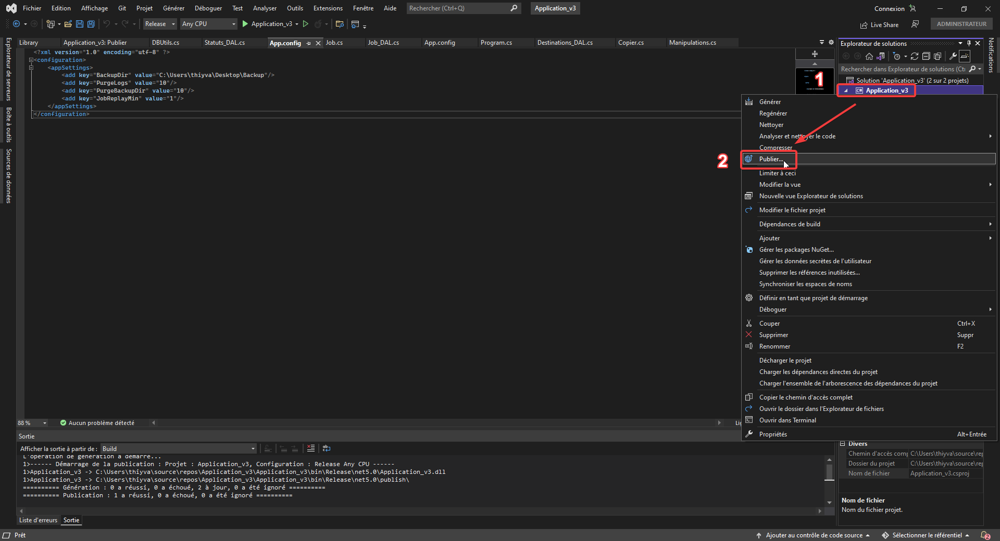 Fichier Edition Affichage Git Projet Générer Déboguer Test Analyser Outils Extensions Fenêtre Aide Rechercher (Ctrl+Q) Application_v3 Connexion
Release Any CPU Application_v3 Live Share ADMINISTRATEUR
Library Application_v3: Publier DBUtils.cs Statuts_DAL.cs App.config Job.cs Job_DAL.cs App.config Program.cs Destinations_DAL.cs Copier.cs Manipulations.cs
Explorateur de serveurs
Boîte à outils
Sources de données
<?xml version="1.0" encoding="utf-8" ?>
<configuration>
<appSettings>
<add key="BackupDir" value="C:\Users\thiyva\Desktop\Backup"/>
<add key="PurgeLogs" value="10"/>
<add key="PurgeBackupDir" value="10"/>
<add key="JobReplayMin" value="1"/>
</appSettings>
</configuration>
Explorateur de solutions
Notifications
Rechercher dans Explorateur de solutions (Ctr
Solution 'Application_v3' (2 sur 2 projets)
1
Application_v3
Générer
Regénérer
Nettoyer
Analyser et nettoyer le code
Compresser
2
Publier...
Limiter à ceci
Modifier la vue
Nouvelle vue Explorateur de solutions
Modifier le fichier projet
Dépendances de build
Ajouter
Gérer les packages NuGet...
Gérer les données secrètes de l'utilisateur
Supprimer les références inutilisées...
Synchroniser les espaces de noms
Définir en tant que projet de démarrage
Déboguer
Couper Ctrl+X
Supprimer Suppr
Renommer F2
Décharger le projet
Charger les dépendances directes du projet
Charger l'ensemble de l'arborescence des dépendances du projet
Copier le chemin d'accès complet
Ouvrir le dossier dans l'Explorateur de fichiers
Ouvrir dans Terminal
Propriétés Alt+Entrée
88 % Aucun problème détecté Lig
Sortie
Afficher la sortie à partir de : Build
L'opération de génération a démarré...
1>------ Démarrage de la publication : Projet : Application_v3, Configuration : Release Any CPU ------
1>Application_v3 -> C:\Users\thiyva\source\repos\Application_v3\Application_v3\bin\Release\net5.0\Application_v3.dll
1>Application_v3 -> C:\Users\thiyva\source\repos\Application_v3\Application_v3\bin\Release\net5.0\publish\
========== Génération : 0 a réussi, 0 a échoué, 2 à jour, 0 a été ignoré ==========
========== Publication : 1 a réussi, 0 a échoué, 0 a été ignoré ==========
Liste d'erreurs Sortie
Divers
Chemin d'accès comp C:\Users\thiyva\source\rep
Dossier du projet C:\Users\thiyva\source\rep
Nom de fichier Application_v3.csproj
Nom de fichier
Nom du fichier projet.
Prêt Ajouter au contrôle de code source Sélectionner le référentiel 2